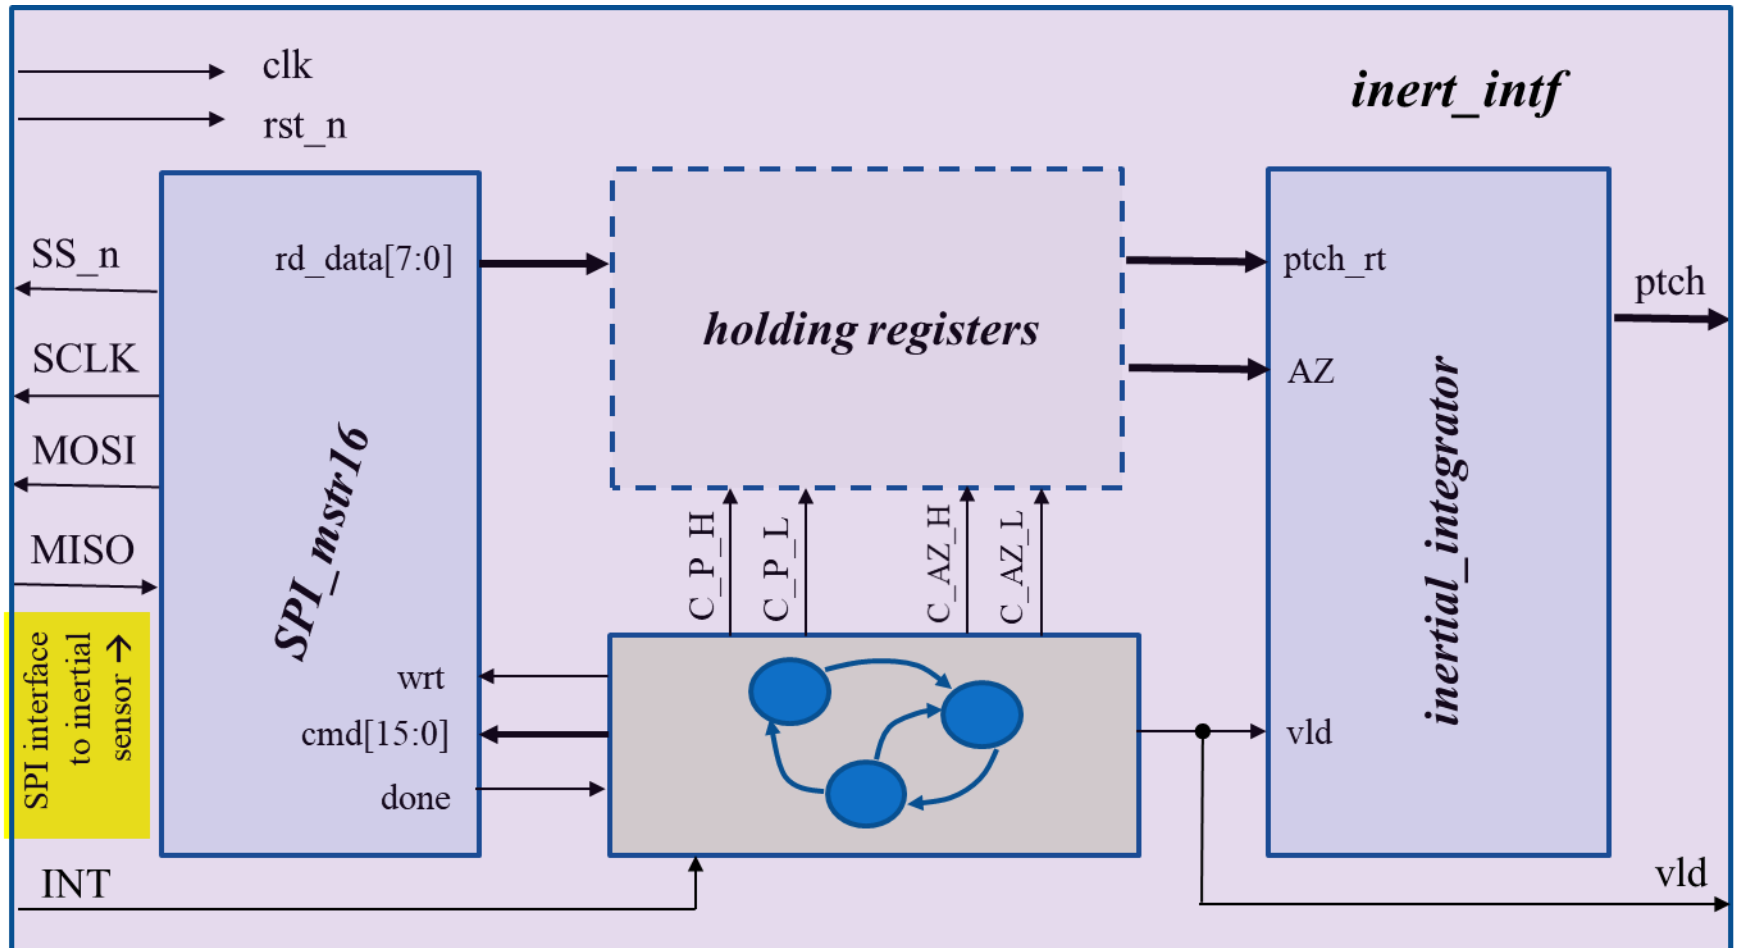 clk
rst_n
inert_intf
SS_n
SCLK
MOSI
MISO
SPI interface
to inertial
sensor →
INT
rd_data[7:0]
SPI_mstr16
wrt
cmd[15:0]
done
holding registers
C_P_H
C_P_L
C_AZ_H
C_AZ_L
ptch_rt
AZ
inertial_integrator
vld
ptch
vld